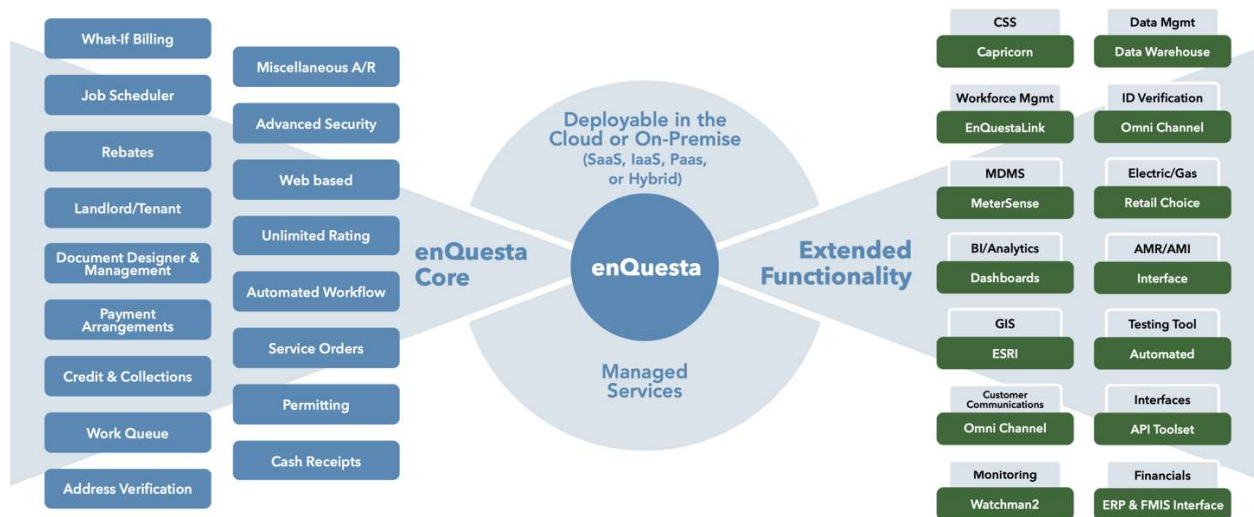 What-If Billing
Job Scheduler
Rebates
Landlord/Tenant
Document Designer &
Management
Payment
Arrangements
Credit & Collections
Work Queue
Address Verification
Miscellaneous A/R
Advanced Security
Web based
Unlimited Rating
Automated Workflow
Service Orders
Permitting
Cash Receipts
enQuesta
Core
Deployable in the
Cloud or On-Premise
(SaaS, IaaS, Paas,
or Hybrid)
enQuesta
Managed
Services
Extended
Functionality
CSS
Capricorn
Workforce Mgmt
EnQuestaLink
MDMS
MeterSense
BI/Analytics
Dashboards
GIS
ESRI
Customer
Communications
Omni Channel
Monitoring
Watchman2
Data Mgmt
Data Warehouse
ID Verification
Omni Channel
Electric/Gas
Retail Choice
AMR/AMI
Interface
Testing Tool
Automated
Interfaces
API Toolset
Financials
ERP & FMIS Interface